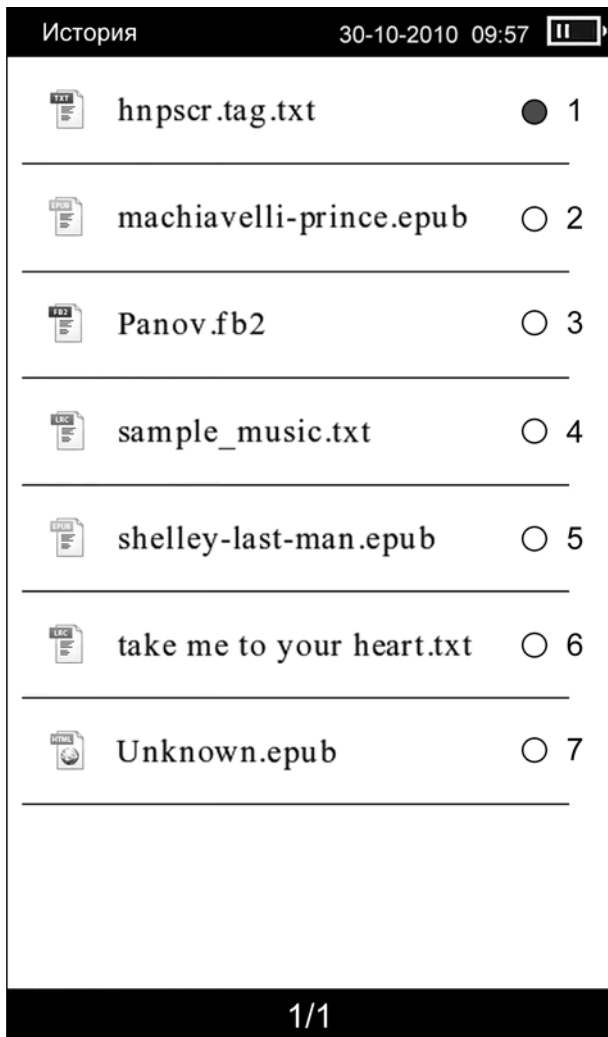 История 30-10-2010 09:57
TXT hnpscr.tag.txt 1
EPUB machiavelli-prince.epub 2
FB2 Panov.fb2 3
LRC sample_music.txt 4
EPUB shelley-last-man.epub 5
LRC take me to your heart.txt 6
HTML Unknown.epub 7
1/1